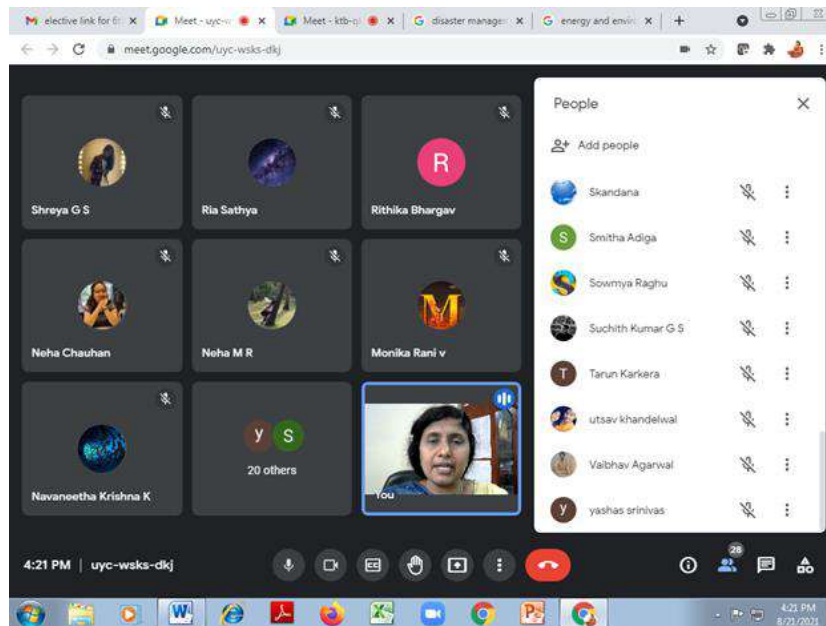 elective link for 6t
Meet - uyc-w
Meet - ktb-q
disaster manage
energy and envir
meet.google.com/uyc-wsks-dkj
Shreya G S
Ria Sathya
R
Rithika Bhargav
Neha Chauhan
Neha M R
M
Monika Rani v
Navaneetha Krishna K
y S
20 others
You
People
Add people
Skandana
S Smitha Adiga
Sowmya Raghu
Suchith Kumar G S
T Tarun Karkera
utsav khandelwal
Vaibhav Agarwal
y yashas srinivas
4:21 PM | uyc-wsks-dkj
28
4:21 PM
8/21/2021